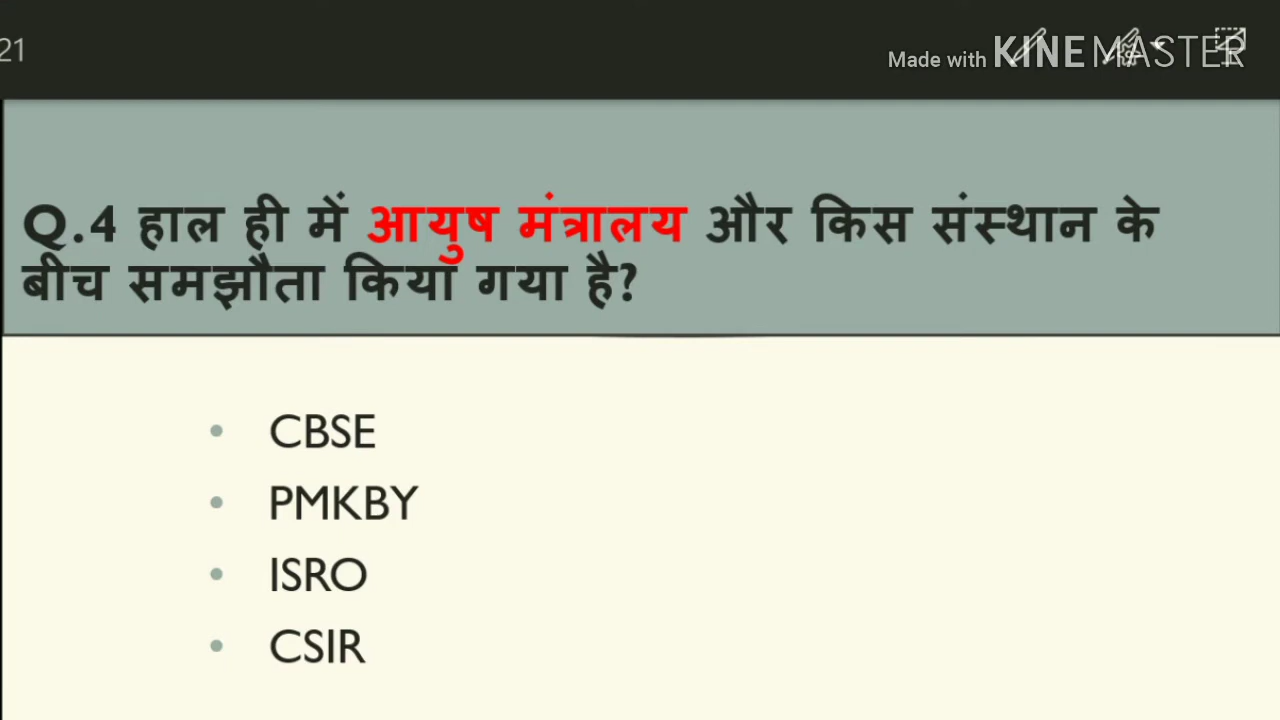 21
Made with KINEMASTER
Q.4 हाल ही में आयुष मंत्रालय और किस संस्थान के
बीच समझौता किया गया है?
• CBSE
• PMKBY
• ISRO
• CSIR